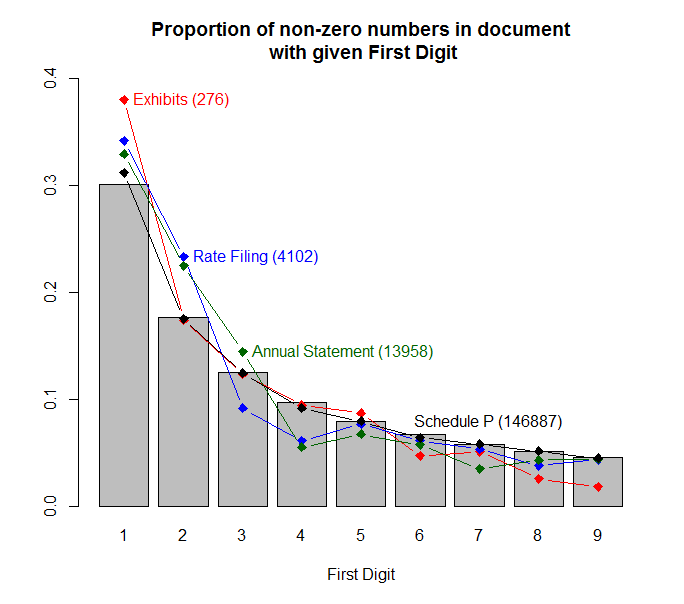 Proportion of non-zero numbers in document
with given First Digit
0.4
Exhibits (276)
0.3
Rate Filing (4102)
0.2
Annual Statement (13958)
0.1
Schedule P (146887)
0.0
1 2 3 4 5 6 7 8 9
First Digit